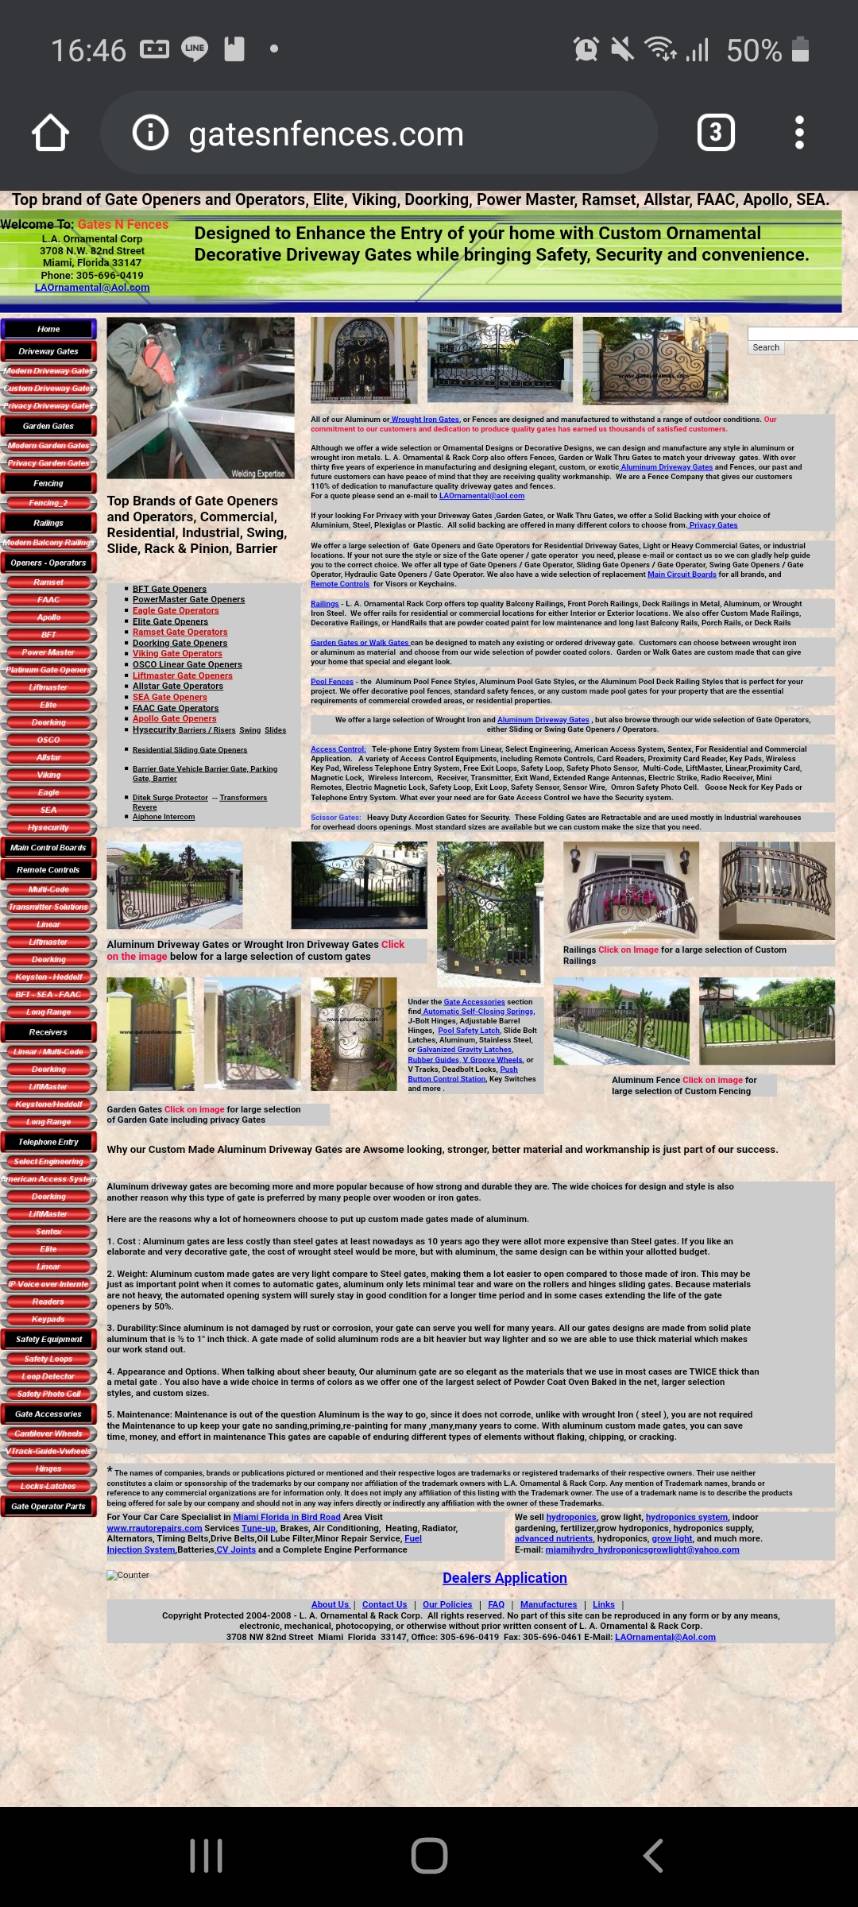 16:46
LINE
50%
gatesnfences.com
3
Top brand of Gate Openers and Operators, Elite, Viking, Doorking, Power Master, Ramset, Allstar, FAAC, Apollo, SEA.
Welcome To: Gates N Fences
L.A. Ornamental Corp
3708 N.W. 82nd Street
Miami, Florida 33147
Phone: 305-696-0419
LAOrnamental@Aol.com
Designed to Enhance the Entry of your home with Custom Ornamental
Decorative Driveway Gates while bringing Safety, Security and convenience.
Home
Driveway Gates
Modern Driveway Gates
Custom Driveway Gates
Privacy Driveway Gates
Garden Gates
Modern Garden Gates
Privacy Garden Gates
Fencing
Fencing_2
Railings
Modern Balcony Railings
Openers - Operators
Ramset
FAAC
Apollo
BFT
Power Master
Platinum Gate Openers
Liftmaster
Elite
Doorking
OSCO
Allstar
Viking
Eagle
SEA
Hysecurity
Main Control Boards
Remote Controls
Multi-Code
Transmitter Solutions
Linear
Liftmaster
Doorking
Keysten - Heddolf
BFT - SEA - FAAC
Long Range
Receivers
Linear / Multi-Code
Doorking
LiftMaster
Keystone/Heddolf
Long Range
Telephone Entry
Select Engineering
American Access System
Doorking
LiftMaster
Sentex
Elite
Linear
IP Voice over Internte
Readers
Keypads
Safety Equipment
Safety Loops
Loop Detector
Safety Photo Cell
Gate Accessories
Cantilever Wheels
VTrack-Guide-Vwheels
Hinges
Locks-Latches
Gate Operator Parts
Welding Expertise
www.gatesnfences.com
Search
Top Brands of Gate Openers
and Operators, Commercial,
Residential, Industrial, Swing,
Slide, Rack & Pinion, Barrier
BFT Gate Openers
PowerMaster Gate Openers
Eagle Gate Operators
Elite Gate Openers
Ramset Gate Operators
Doorking Gate Openers
Viking Gate Operators
OSCO Linear Gate Openers
Liftmaster Gate Openers
Allstar Gate Operators
SEA Gate Openers
FAAC Gate Operators
Apollo Gate Openers
Hysecurity Barriers / Risers Swing Slides
Residential Sliding Gate Openers
Barrier Gate Vehicle Barrier Gate, Parking
Gate, Barrier
Ditek Surge Protector -- Transformers
Revere
Aiphone Intercom
All of our Aluminum or Wrought Iron Gates, or Fences are designed and manufactured to withstand a range of outdoor conditions. Our
commitment to our customers and dedication to produce quality gates has earned us thousands of satisfied customers.
Although we offer a wide selection or Ornamental Designs or Decorative Designs, we can design and manufacture any style in aluminum or
wrought iron metals. L. A. Ornamental & Rack Corp also offers Fences, Garden or Walk Thru Gates to match your driveway gates. With over
thirty five years of experience in manufacturing and designing elegant, custom, or exotic Aluminum Driveway Gates and Fences, our past and
future customers can have peace of mind that they are receiving quality workmanship. We are a Fence Company that gives our customers
110% of dedication to manufacture quality driveway gates and fences.
For a quote please send an e-mail to LAOrnamental@aol.com
If your looking For Privacy with your Driveway Gates ,Garden Gates, or Walk Thru Gates, we offer a Solid Backing with your choice of
Aluminium, Steel, Plexiglas or Plastic. All solid backing are offered in many different colors to choose from. Privacy Gates
We offer a large selection of Gate Openers and Gate Operators for Residential Driveway Gates, Light or Heavy Commercial Gates, or industrial
locations. If your not sure the style or size of the Gate opener / gate operator you need, please e-mail or contact us so we can gladly help guide
you to the correct choice. We offer all type of Gate Openers / Gate Operator, Sliding Gate Openers / Gate Operator, Swing Gate Openers / Gate
Operator, Hydraulic Gate Openers / Gate Operator. We also have a wide selection of replacement Main Circuit Boards for all brands, and
Remote Controls for Visors or Keychains.
Railings - L. A. Ornamental Rack Corp offers top quality Balcony Railings, Front Porch Railings, Deck Railings in Metal, Aluminum, or Wrought
Iron Steel. We offer rails for residential or commercial locations for either Interior or Exterior locations. We also offer Custom Made Railings,
Decorative Railings, or HandRails that are powder coated paint for low maintenance and long last Balcony Rails, Porch Rails, or Deck Rails
Garden Gates or Walk Gates can be designed to match any existing or ordered driveway gate. Customers can choose between wrought iron
or aluminum as material and choose from our wide selection of powder coated colors. Garden or Walk Gates are custom made that can give
your home that special and elegant look.
Pool Fences - the Aluminum Pool Fence Styles, Aluminum Pool Gate Styles, or the Aluminum Pool Deck Railing Styles that is perfect for your
project. We offer decorative pool fences, standard safety fences, or any custom made pool gates for your property that are the essential
requirements of commercial crowded areas, or residential properties.
We offer a large selection of Wrought Iron and Aluminum Driveway Gates , but also browse through our wide selection of Gate Operators,
either Sliding or Swing Gate Openers / Operators.
Access Control: Tele-phone Entry System from Linear, Select Engineering, American Access System, Sentex, For Residential and Commercial
Application. A variety of Access Control Equipments, including Remote Controls, Card Readers, Proximity Card Reader, Key Pads, Wireless
Key Pad, Wireless Telephone Entry System, Free Exit Loops, Safety Loop, Safety Photo Sensor, Multi-Code, LiftMaster, Linear,Proximity Card,
Magnetic Lock, Wireless Intercom, Receiver, Transmitter, Exit Wand, Extended Range Antennas, Electric Strike, Radio Receiver, Mini
Remotes, Electric Magnetic Lock, Safety Loop, Exit Loop, Safety Sensor, Sensor Wire, Omron Safety Photo Cell. Goose Neck for Key Pads or
Telephone Entry System. What ever your need are for Gate Access Control we have the Security system.
Scissor Gates: Heavy Duty Accordion Gates for Security. These Folding Gates are Retractable and are used mostly in Industrial warehouses
for overhead doors openings. Most standard sizes are available but we can custom make the size that you need.
Aluminum Driveway Gates or Wrought Iron Driveway Gates Click
on the image below for a large selection of custom gates
Railings Click on Image for a large selection of Custom
Railings
www.gatesnfences.com
www.gatesnfences.com
Under the Gate Accessories section
find Automatic Self-Closing Springs,
J-Bolt Hinges, Adjustable Barrel
Hinges, Pool Safety Latch, Slide Bolt
Latches, Aluminum, Stainless Steel,
or Galvanized Gravity Latches,
Rubber Guides, V Groove Wheels, or
V Tracks, Deadbolt Locks, Push
Button Control Station, Key Switches
and more .
Aluminum Fence Click Image for
large selection of Custom Fencing
Garden Gates Click on image for large selection
of Garden Gate including privacy Gates
Why our Custom Made Aluminum Driveway Gates are Awsome looking, stronger, better material and workmanship is just part of our success.
Aluminum driveway gates are becoming more and more popular because of how strong and durable they are. The wide choices for design and style is also
another reason why this type of gate is preferred by many people over wooden or iron gates.
Here are the reasons why a lot of homeowners choose to put up custom made gates made of aluminum.
1. Cost : Aluminum gates are less costly than steel gates at least nowadays as 10 years ago they were allot more expensive than Steel gates. If you like an
elaborate and very decorative gate, the cost of wrought steel would be more, but with aluminum, the same design can be within your allotted budget.
2. Weight: Aluminum custom made gates are very light compare to Steel gates, making them a lot easier to open compared to those made of iron. This may be
just as important point when it comes to automatic gates, aluminum only lets minimal tear and ware on the rollers and hinges sliding gates. Because materials
are not heavy, the automated opening system will surely stay in good condition for a longer time period and in some cases extending the life of the gate
openers by 50%.
3. Durability:Since aluminum is not damaged by rust or corrosion, your gate can serve you well for many years. All our gates designs are made from solid plate
aluminum that is ½ to 1" inch thick. A gate made of solid aluminum rods are a bit heavier but way lighter and so we are able to use thick material which makes
our work stand out.
4. Appearance and Options. When talking about sheer beauty, Our aluminum gate are so elegant as the materials that we use in most cases are TWICE thick than
a metal gate . You also have a wide choice in terms of colors as we offer one of the largest select of Powder Coat Oven Baked in the net, larger selection
styles, and custom sizes.
5. Maintenance: Maintenance is out of the question Aluminum is the way to go, since it does not corrode, unlike with wrought Iron ( steel ), you are not required
the Maintenance to up keep your gate no sanding,priming,re-painting for many ,many,many years to come. With aluminum custom made gates, you can save
time, money, and effort in maintenance This gates are capable of enduring different types of elements without flaking, chipping, or cracking.
* The names of companies, brands or publications pictured or mentioned and their respective logos are trademarks or registered trademarks of their respective owners. Their use neither
constitutes a claim or sponsorship of the trademarks by our company nor affiliation of the trademark owners with L.A. Ornamental & Rack Corp. Any mention of Trademark names, brands or
reference to any commercial organizations are for information only. It does not imply any affiliation of this listing with the Trademark owner. The use of a trademark name is to describe the products
being offered for sale by our company and should not in any way infers directly or indirectly any affiliation with the owner of these Trademarks.
For Your Car Care Specialist in Miami Florida in Bird Road Area Visit
www.rrautorepairs.com Services Tune-up, Brakes, Air Conditioning, Heating, Radiator,
Alternators, Timing Belts,Drive Belts,Oil Lube Filter,Minor Repair Service, Fuel
Injection System,Batteries,CV Joints and a Complete Engine Performance
We sell hydroponics, grow light, hydroponics system, indoor
gardening, fertilizer,grow hydroponics, hydroponics supply,
advanced nutrients, hydroponics, grow light, and much more.
E-mail: miamihydro_hydroponicsgrowlight@yahoo.com
Counter
Dealers Application
About Us | Contact Us | Our Policies | FAQ | Manufactures | Links |
Copyright Protected 2004-2008 - L. A. Ornamental & Rack Corp. All rights reserved. No part of this site can be reproduced in any form or by any means,
electronic, mechanical, photocopying, or otherwise without prior written consent of L. A. Ornamental & Rack Corp.
3708 NW 82nd Street Miami Florida 33147, Office: 305-696-0419 Fax: 305-696-0461 E-Mail: LAOrnamental@Aol.com